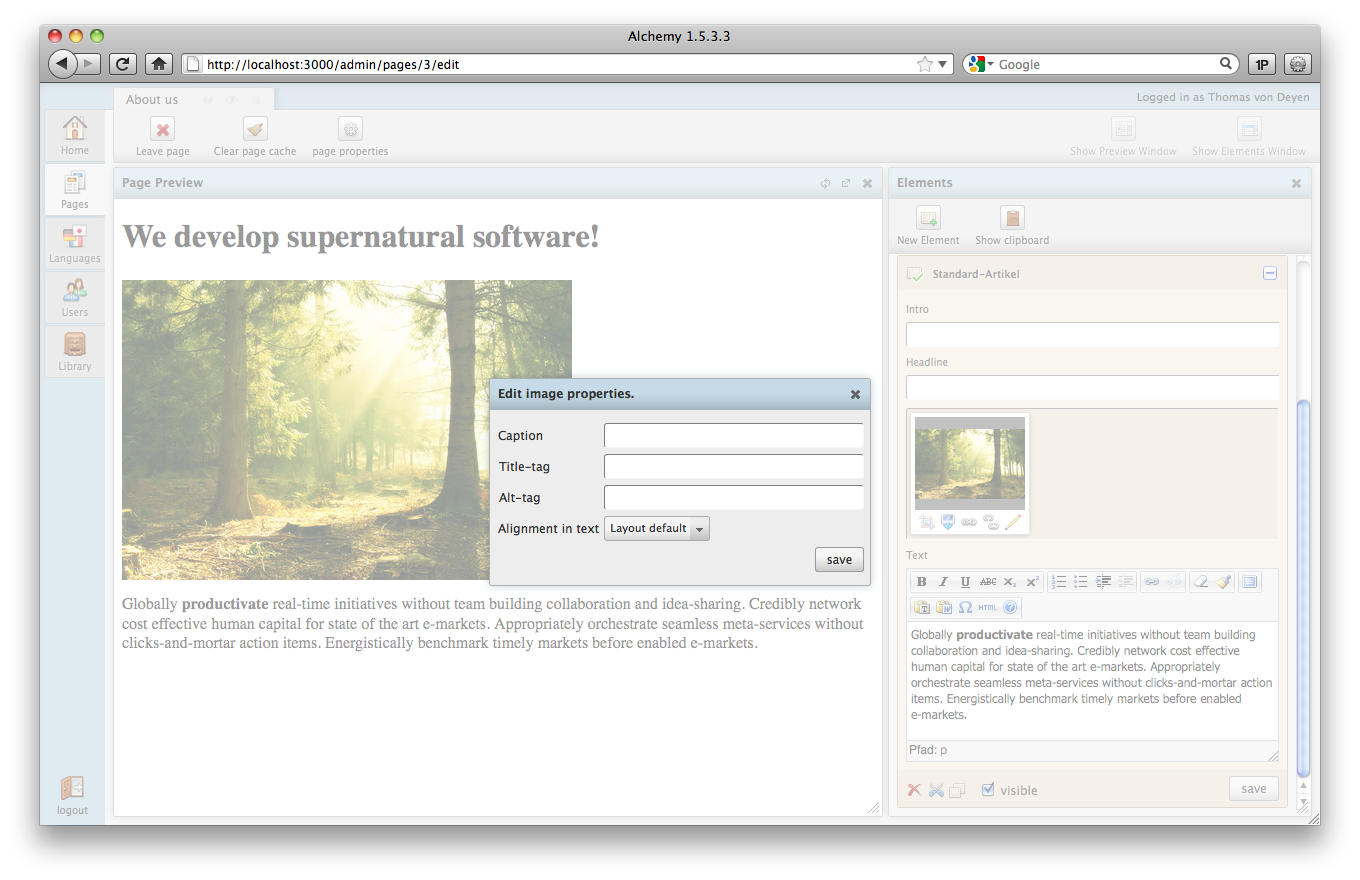 Alchemy 1.5.3.3
http://localhost:3000/admin/pages/3/edit
Google
1P
About us
Logged in as Thomas von Deyen
Home
Pages
Languages
Users
Library
logout
Leave page
Clear page cache
page properties
Show Preview Window
Show Elements Window
Page Preview
We develop supernatural software!
Globally productivate real-time initiatives without team building collaboration and idea-sharing. Credibly network
cost effective human capital for state of the art e-markets. Appropriately orchestrate seamless meta-services without
clicks-and-mortar action items. Energistically benchmark timely markets before enabled e-markets.
Edit image properties.
Caption
Title-tag
Alt-tag
Alignment in text Layout default
save
Elements
New Element
Show clipboard
Standard-Artikel
Intro
Headline
Text
B I U ABC X₂ X²
HTML
Globally productivate real-time initiatives without team building
collaboration and idea-sharing. Credibly network cost effective
human capital for state of the art e-markets. Appropriately
orchestrate seamless meta-services without clicks-and-mortar action
items. Energistically benchmark timely markets before enabled
e-markets.
Pfad: p
visible
save